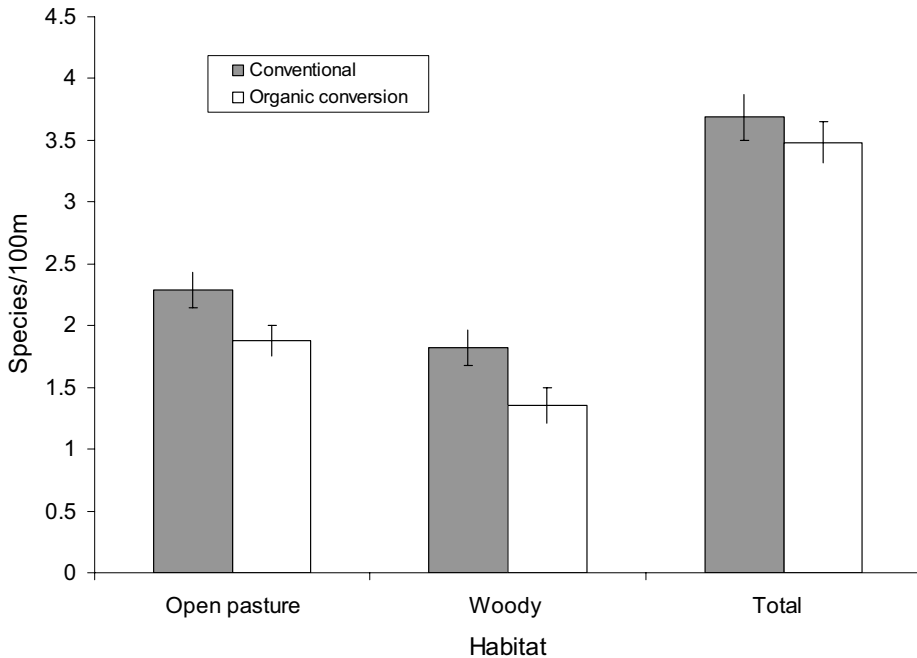 4.5
4
3.5
3
2.5
2
1.5
1
0.5
0
Species/100m
Conventional
Organic conversion
Open pasture
Woody
Total
Habitat